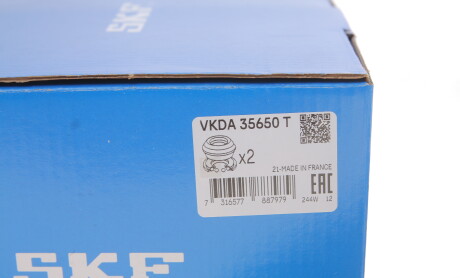 SKF
VKDA 35650 T
x2
21-MADE IN FRANCE
EAC
7 316577 887979
244W 12
SKF